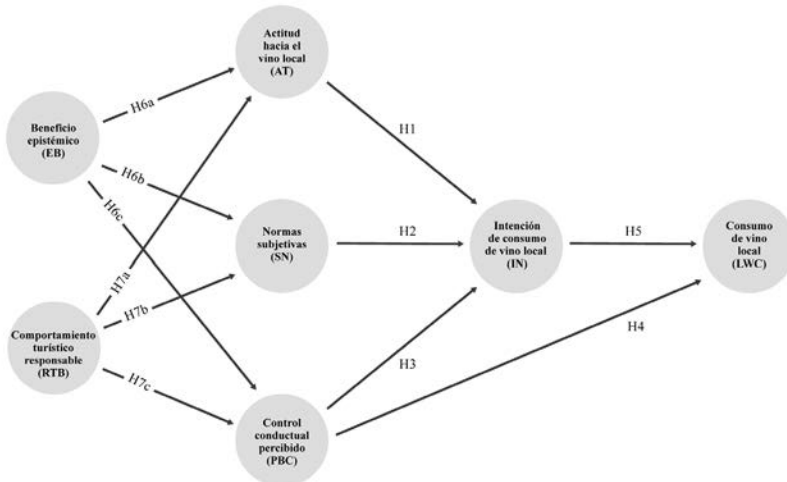 Actitud
hacia el
vino local
(AT)
H6a
H1
Beneficio
epistémico
(EB)
H6b
H6c
Normas
subjetivas
(SN)
H2
Intención
de consumo
de vino local
(IN)
H5
Consumo
de vino
local
(LWC)
H7a
H7b
Comportamiento
turístico
responsable
(RTB)
H7c
H3
H4
Control
conductual
percibido
(PBC)